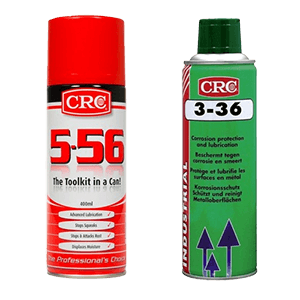 CRC
5-56
The Toolkit in a Can!
400ml
Advanced Lubrication
Stops Squeaks
Stops & Attacks Rust
Displaces Moisture
The Professional's Choice
CRC
3-36
Corrosion protection
and lubrication
Beschermt tegen
corrosie en smeert
Protège et lubrifie les
surfaces en métal
Korrosionsschutz
Schützt und reinigt
Metalloberflächen
INDUSTRIAL